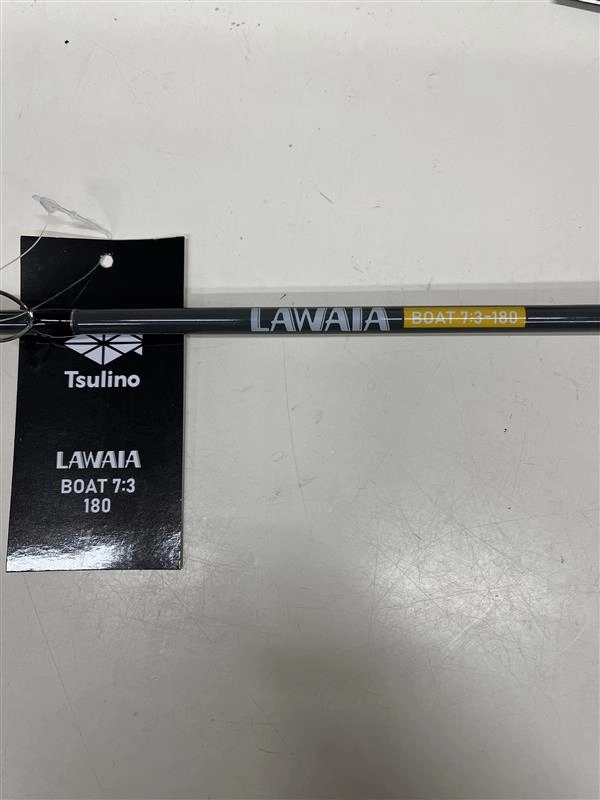 LAWAIA BOAT 7:3-180
Tsulino
LAWAIA
BOAT 7:3
180